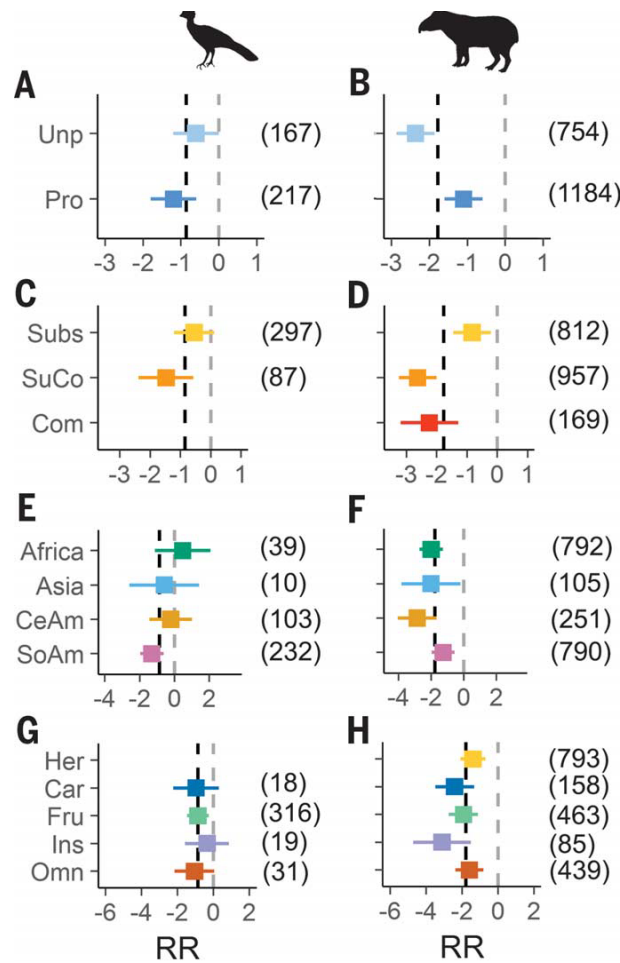 A B
Unp (167) (754)
Pro (217) (1184)
-3 -2 -1 0 1 -3 -2 -1 0 1
C D
Subs (297) (812)
SuCo (87) (957)
Com (169)
-3 -2 -1 0 1 -3 -2 -1 0 1
E F
Africa (39) (792)
Asia (10) (105)
CeAm (103) (251)
SoAm (232) (790)
-4 -2 0 2 -4 -2 0 2
G H
Her (793)
Car (18) (158)
Fru (316) (463)
Ins (19) (85)
Omn (31) (439)
-6 -4 -2 0 2 -6 -4 -2 0 2
RR RR